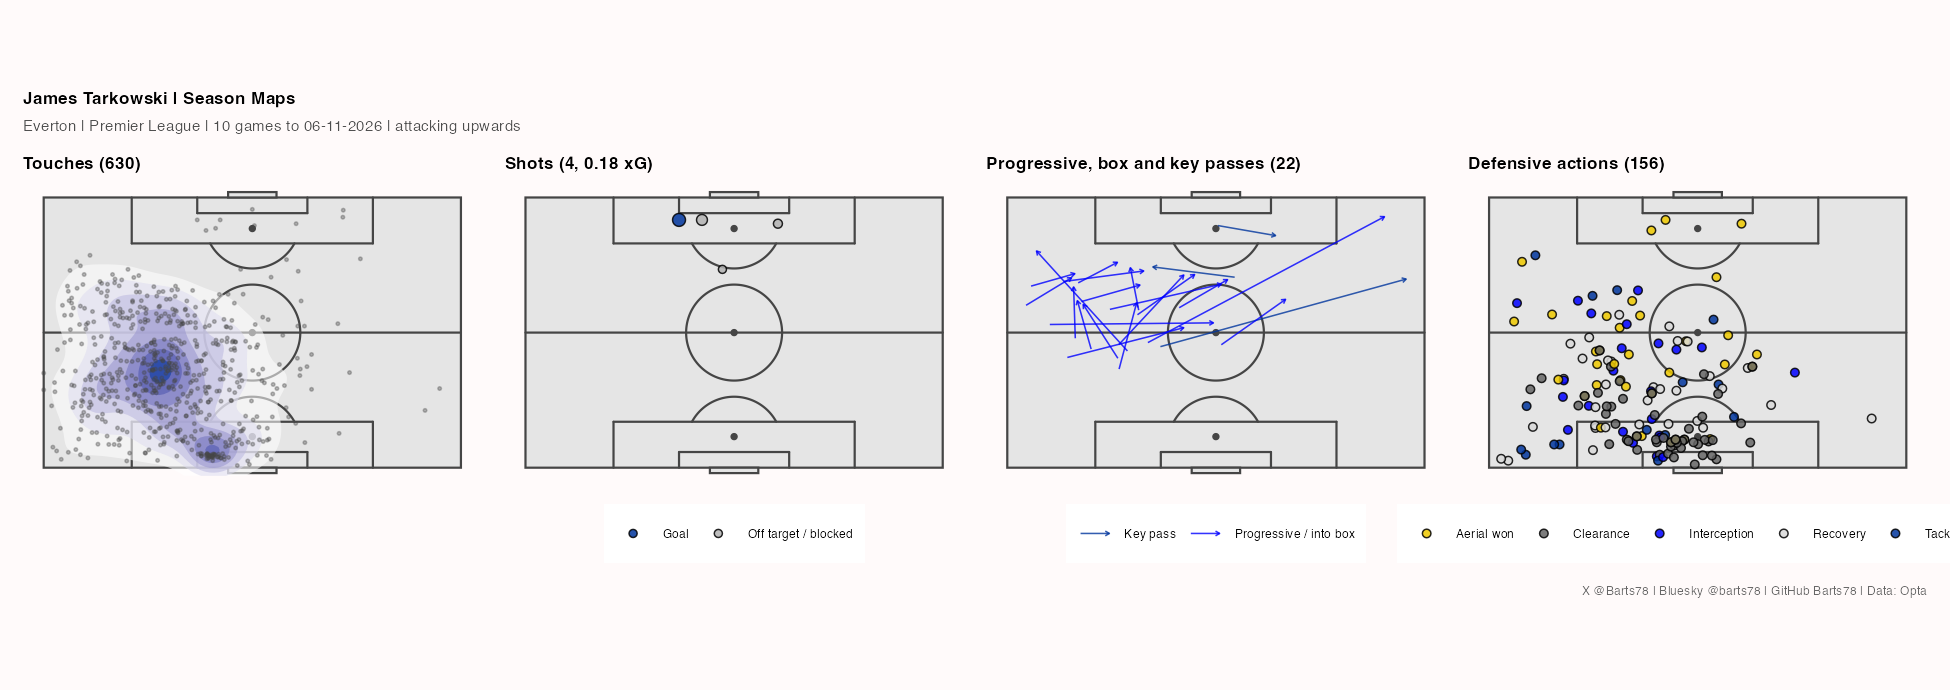 James Tarkowski | Season Maps
Everton | Premier League | 10 games to 06-11-2026 | attacking upwards
Touches (630)
Shots (4, 0.18 xG)
Progressive, box and key passes (22)
Defensive actions (156)
Goal
Off target / blocked
Key pass
Progressive / into box
Aerial won
Clearance
Interception
Recovery
Tack
X @Barts78 | Bluesky @barts78 | GitHub Barts78 | Data: Opta